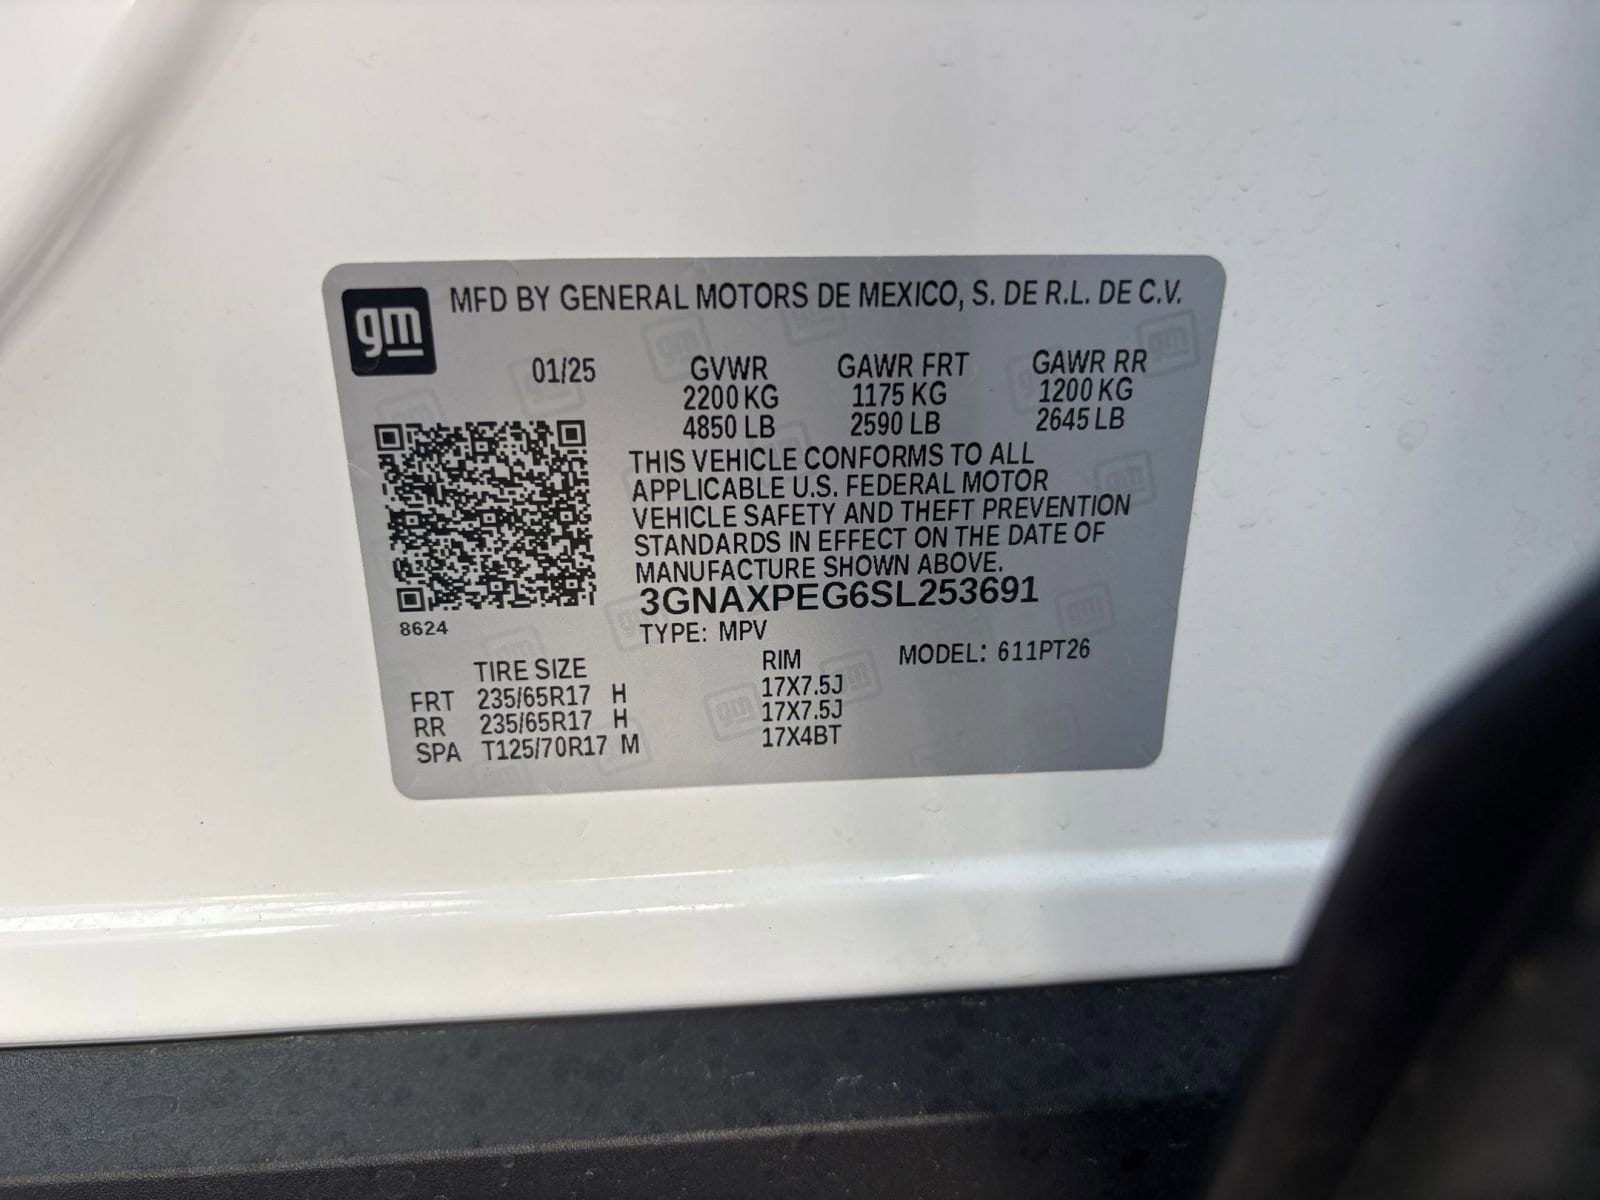 gm
MFD BY GENERAL MOTORS DE MEXICO, S. DE R.L. DE C.V.
01/25 GVWR GAWR FRT GAWR RR
2200 KG 1175 KG 1200 KG
4850 LB 2590 LB 2645 LB
THIS VEHICLE CONFORMS TO ALL
APPLICABLE U.S. FEDERAL MOTOR
VEHICLE SAFETY AND THEFT PREVENTION
STANDARDS IN EFFECT ON THE DATE OF
MANUFACTURE SHOWN ABOVE.
3GNAXPEG6SL253691
8624
TYPE: MPV
TIRE SIZE RIM MODEL: 611PT26
FRT 235/65R17 H 17X7.5J
RR 235/65R17 H 17X7.5J
SPA T125/70R17 M 17X4BT